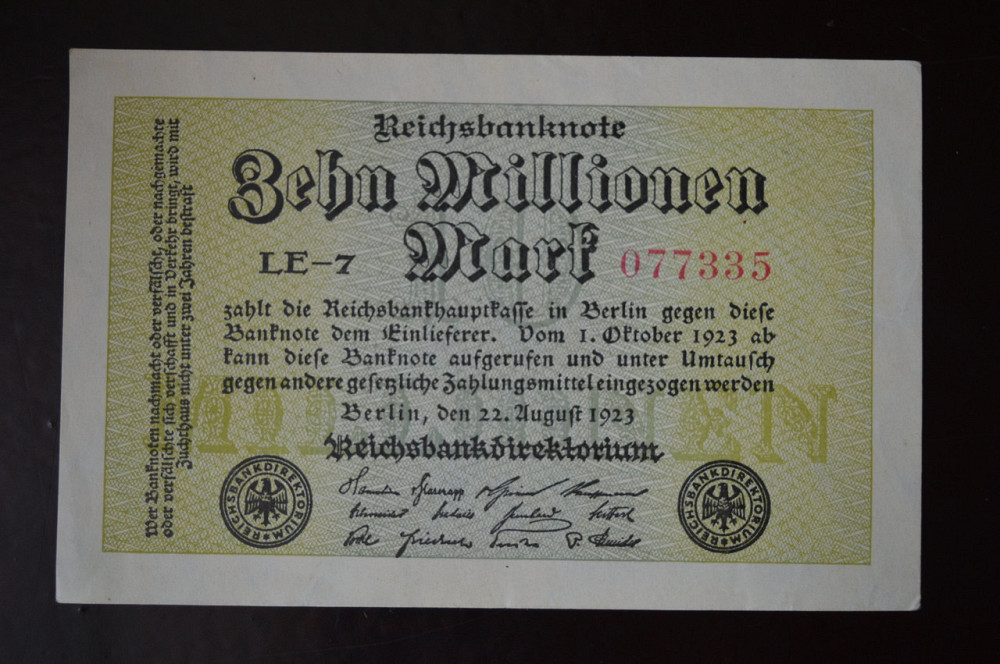 Reichsbanknote
Zehn Millionen
Mark
LE-7
077335
zahlt die Reichsbankhauptkasse in Berlin gegen diese
Banknote dem Einlieferer. Vom 1. Oktober 1923 ab
kann diese Banknote aufgerufen und unter Umtausch
gegen andere gesetzliche Zahlungsmittel eingezogen werden
Berlin, den 22. August 1923
Reichsbankdirektorium
REICHSBANKDIREKTORIUM
REICHSBANKDIREKTORIUM
Wer Banknoten nachmacht oder verfälscht, oder nachgemachte
oder verfälschte sich verschafft und in Verkehr bringt, wird mit
Zuchthaus nicht unter zwei Jahren bestraft